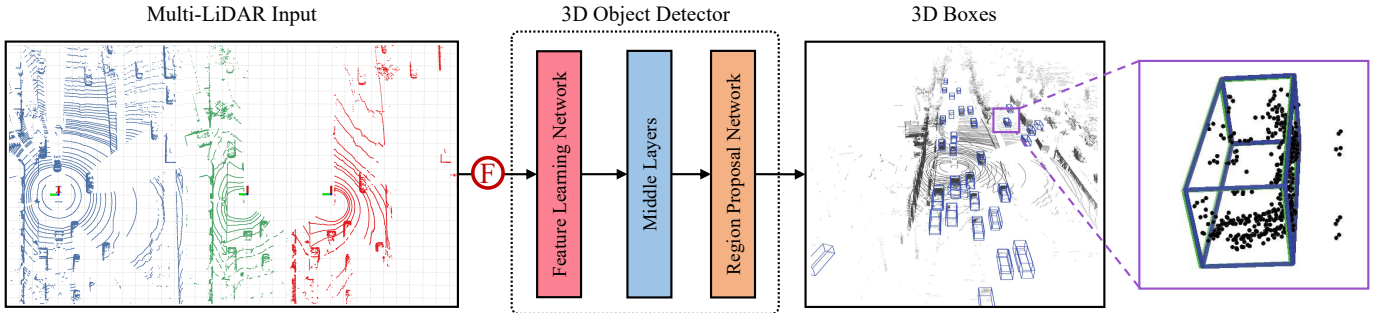 Multi-LiDAR Input
3D Object Detector
3D Boxes
F
Feature Learning Network
Middle Layers
Region Proposal Network